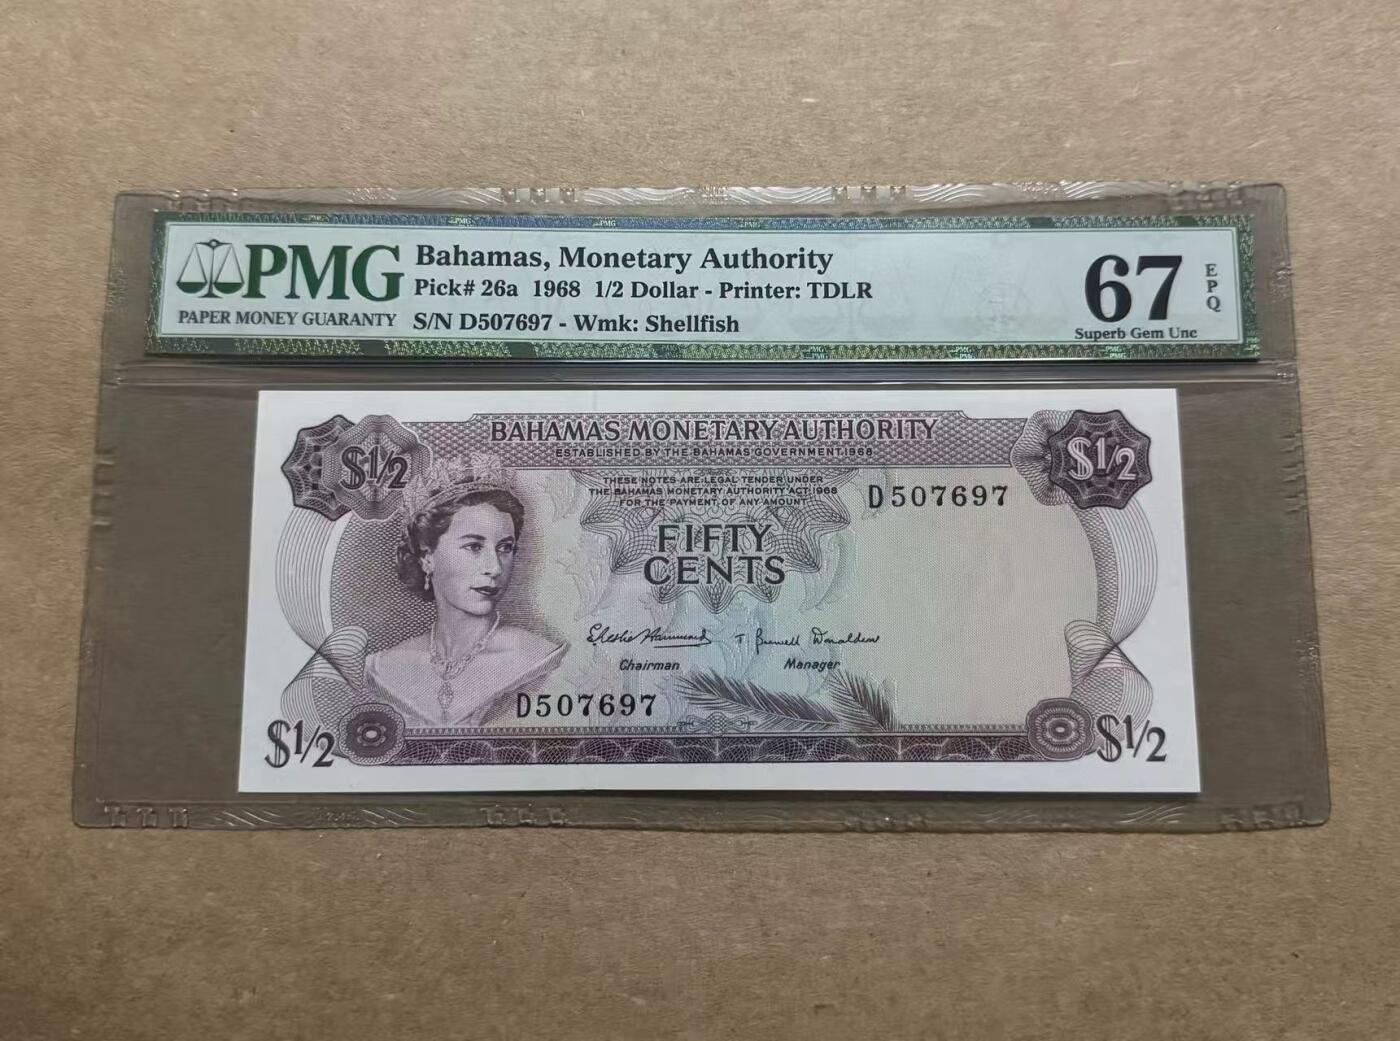 PMG
PAPER MONEY GUARANTY
Bahamas, Monetary Authority
Pick# 26a 1968 1/2 Dollar - Printer: TDLR
S/N D507697 - Wmk: Shellfish
67
EPQ
Superb Gem Unc
$1/2
BAHAMAS MONETARY AUTHORITY
ESTABLISHED BY THE BAHAMAS GOVERNMENT 1968
$1/2
THESE NOTES ARE LEGAL TENDER UNDER
THE BAHAMAS MONETARY AUTHORITY ACT 1968
FOR THE PAYMENT OF ANY AMOUNT
D507697
FIFTY
CENTS
Chairman
Manager
D507697
$1/2
$1/2